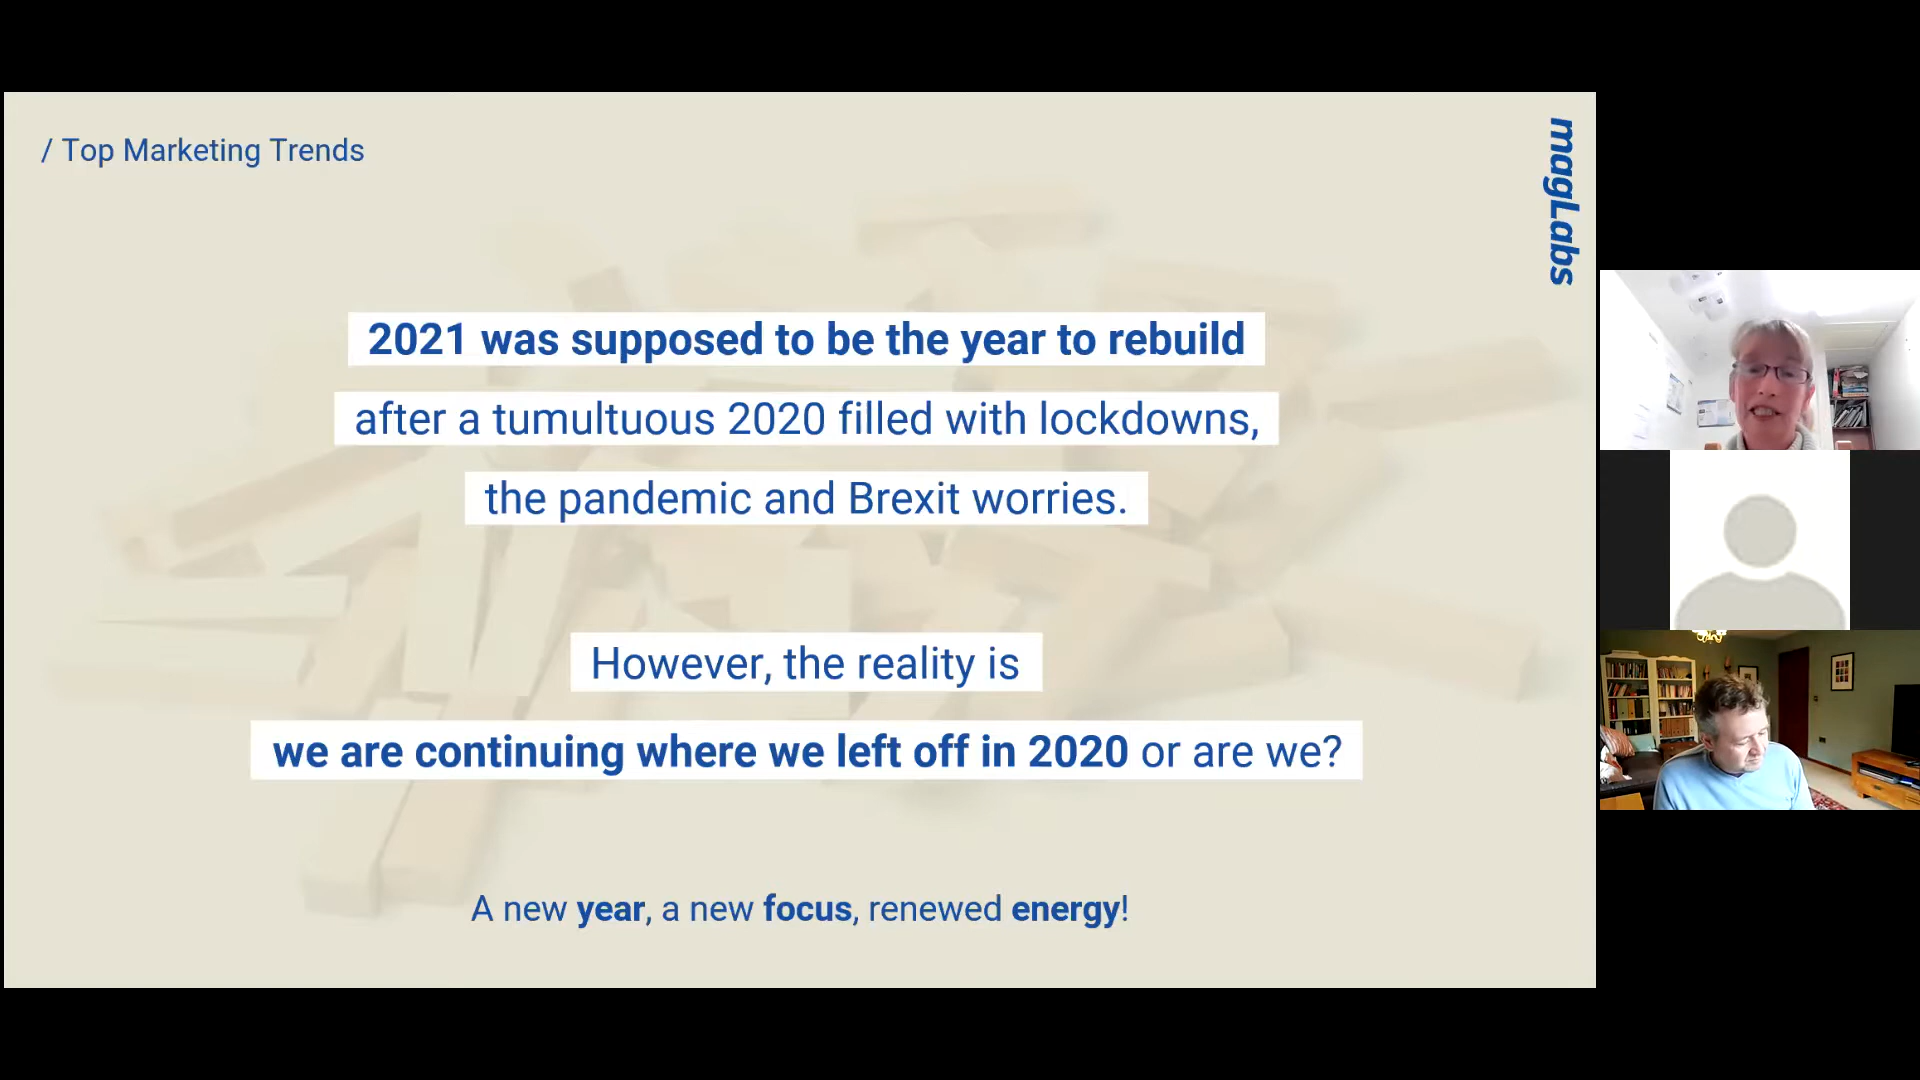 / Top Marketing Trends
magLabs
2021 was supposed to be the year to rebuild
after a tumultuous 2020 filled with lockdowns,
the pandemic and Brexit worries.
However, the reality is
we are continuing where we left off in 2020 or are we?
A new year, a new focus, renewed energy!